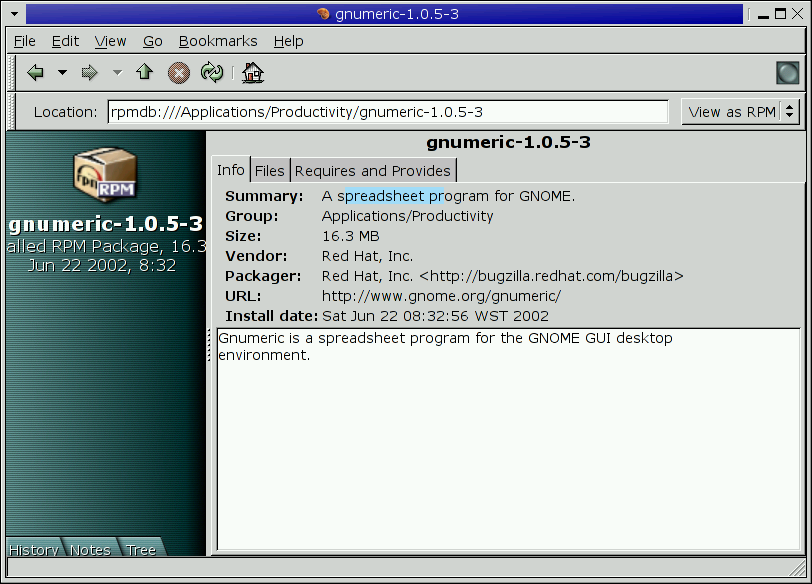 gnumeric-1.0.5-3
File Edit View Go Bookmarks Help
Location: rpmdb:///Applications/Productivity/gnumeric-1.0.5-3 View as RPM
rpm RPM
gnumeric-1.0.5-3
alled RPM Package, 16.3
Jun 22 2002, 8:32
gnumeric-1.0.5-3
Info Files Requires and Provides
Summary: A spreadsheet program for GNOME.
Group: Applications/Productivity
Size: 16.3 MB
Vendor: Red Hat, Inc.
Packager: Red Hat, Inc. <http://bugzilla.redhat.com/bugzilla>
URL: http://www.gnome.org/gnumeric/
Install date: Sat Jun 22 08:32:56 WST 2002
Gnumeric is a spreadsheet program for the GNOME GUI desktop
environment.
History Notes Tree